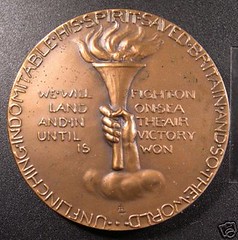 UNFLINCHING·INDOMITABLE·HIS·SPIRIT·SAVED·BRITAIN·AND·SO·THE·WORLD···
WE·WILL FIGHT·ON
LAND ON·SEA
AND·IN THE·AIR
UNTIL VICTORY
IS WON